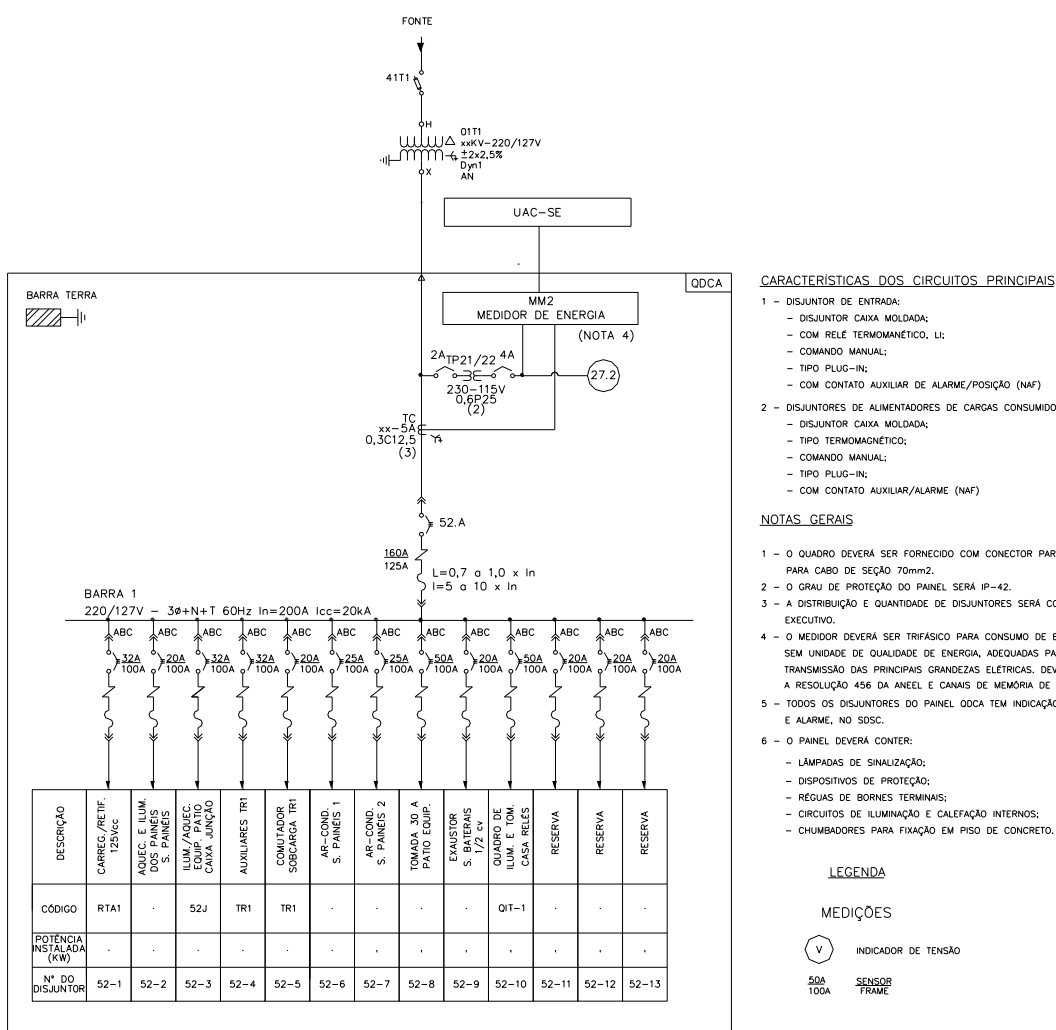 FONTE
41T1
H
01T1
xxKV-220/127V
±2x2,5%
Dyn1
AN
X
UAC-SE
QDCA
BARRA TERRA
MM2
MEDIDOR DE ENERGIA
(NOTA 4)
2A
TP21/22
4A
27.2
230-115V
0,6P25
(2)
TC
xx-5A
0,3C12,5
(3)
52.A
160A
125A
L=0,7 a 1,0 x In
I=5 a 10 x In
BARRA 1
220/127V - 3ø+N+T 60Hz In=200A Icc=20kA
ABC ABC ABC ABC ABC ABC ABC ABC ABC ABC ABC ABC ABC
32A 20A 32A 32A 20A 25A 25A 50A 20A 50A 20A 20A 20A
100A 100A 100A 100A 100A 100A 100A 100A 100A 100A 100A 100A 100A
DESCRIÇÃO
CARREG./RETIF.
125Vcc
AQUEC. E ILUM.
DOS PAINÉIS
S. PAINÉIS
ILUM./AQUEC.
EQUIP. PATIO
CAIXA JUNÇÃO
AUXILIARES TR1
COMUTADOR
SOBCARGA TR1
AR-COND.
S. PAINÉIS 1
AR-COND.
S. PAINÉIS 2
TOMADA 30 A
PATIO EQUIP.
EXAUSTOR
S. BATERAIS
1/2 cv
QUADRO DE
ILUM. E TOM.
CASA RELÉS
RESERVA
RESERVA
RESERVA
CÓDIGO RTA1 . 52J TR1 TR1 . . . . QIT-1 . . .
POTÊNCIA
INSTALADA
(KW)
N° DO
DISJUNTOR
52-1 52-2 52-3 52-4 52-5 52-6 52-7 52-8 52-9 52-10 52-11 52-12 52-13
CARACTERÍSTICAS DOS CIRCUITOS PRINCIPAIS
1 - DISJUNTOR DE ENTRADA:
- DISJUNTOR CAIXA MOLDADA;
- COM RELÉ TERMOMANÉTICO, LI;
- COMANDO MANUAL;
- TIPO PLUG-IN;
- COM CONTATO AUXILIAR DE ALARME/POSIÇÃO (NAF)
2 - DISJUNTORES DE ALIMENTADORES DE CARGAS CONSUMIDO
- DISJUNTOR CAIXA MOLDADA;
- TIPO TERMOMAGNÉTICO;
- COMANDO MANUAL;
- TIPO PLUG-IN;
- COM CONTATO AUXILIAR/ALARME (NAF)
NOTAS GERAIS
1 - O QUADRO DEVERÁ SER FORNECIDO COM CONECTOR PAR
PARA CABO DE SEÇÃO 70mm2.
2 - O GRAU DE PROTEÇÃO DO PAINEL SERÁ IP-42.
3 - A DISTRIBUIÇÃO E QUANTIDADE DE DISJUNTORES SERÁ CO
EXECUTIVO.
4 - O MEDIDOR DEVERÁ SER TRIFÁSICO PARA CONSUMO DE E
SEM UNIDADE DE QUALIDADE DE ENERGIA, ADEQUADAS PA
TRANSMISSÃO DAS PRINCIPAIS GRANDEZAS ELÉTRICAS. DEV
A RESOLUÇÃO 456 DA ANEEL E CANAIS DE MEMÓRIA DE
5 - TODOS OS DISJUNTORES DO PAINEL QDCA TEM INDICAÇÃO
E ALARME, NO SDSC.
6 - O PAINEL DEVERÁ CONTER:
- LÂMPADAS DE SINALIZAÇÃO;
- DISPOSITIVOS DE PROTEÇÃO;
- RÉGUAS DE BORNES TERMINAIS;
- CIRCUITOS DE ILUMINAÇÃO E CALEFAÇÃO INTERNOS;
- CHUMBADORES PARA FIXAÇÃO EM PISO DE CONCRETO.
LEGENDA
MEDIÇÕES
V INDICADOR DE TENSÃO
50A SENSOR
100A FRAME